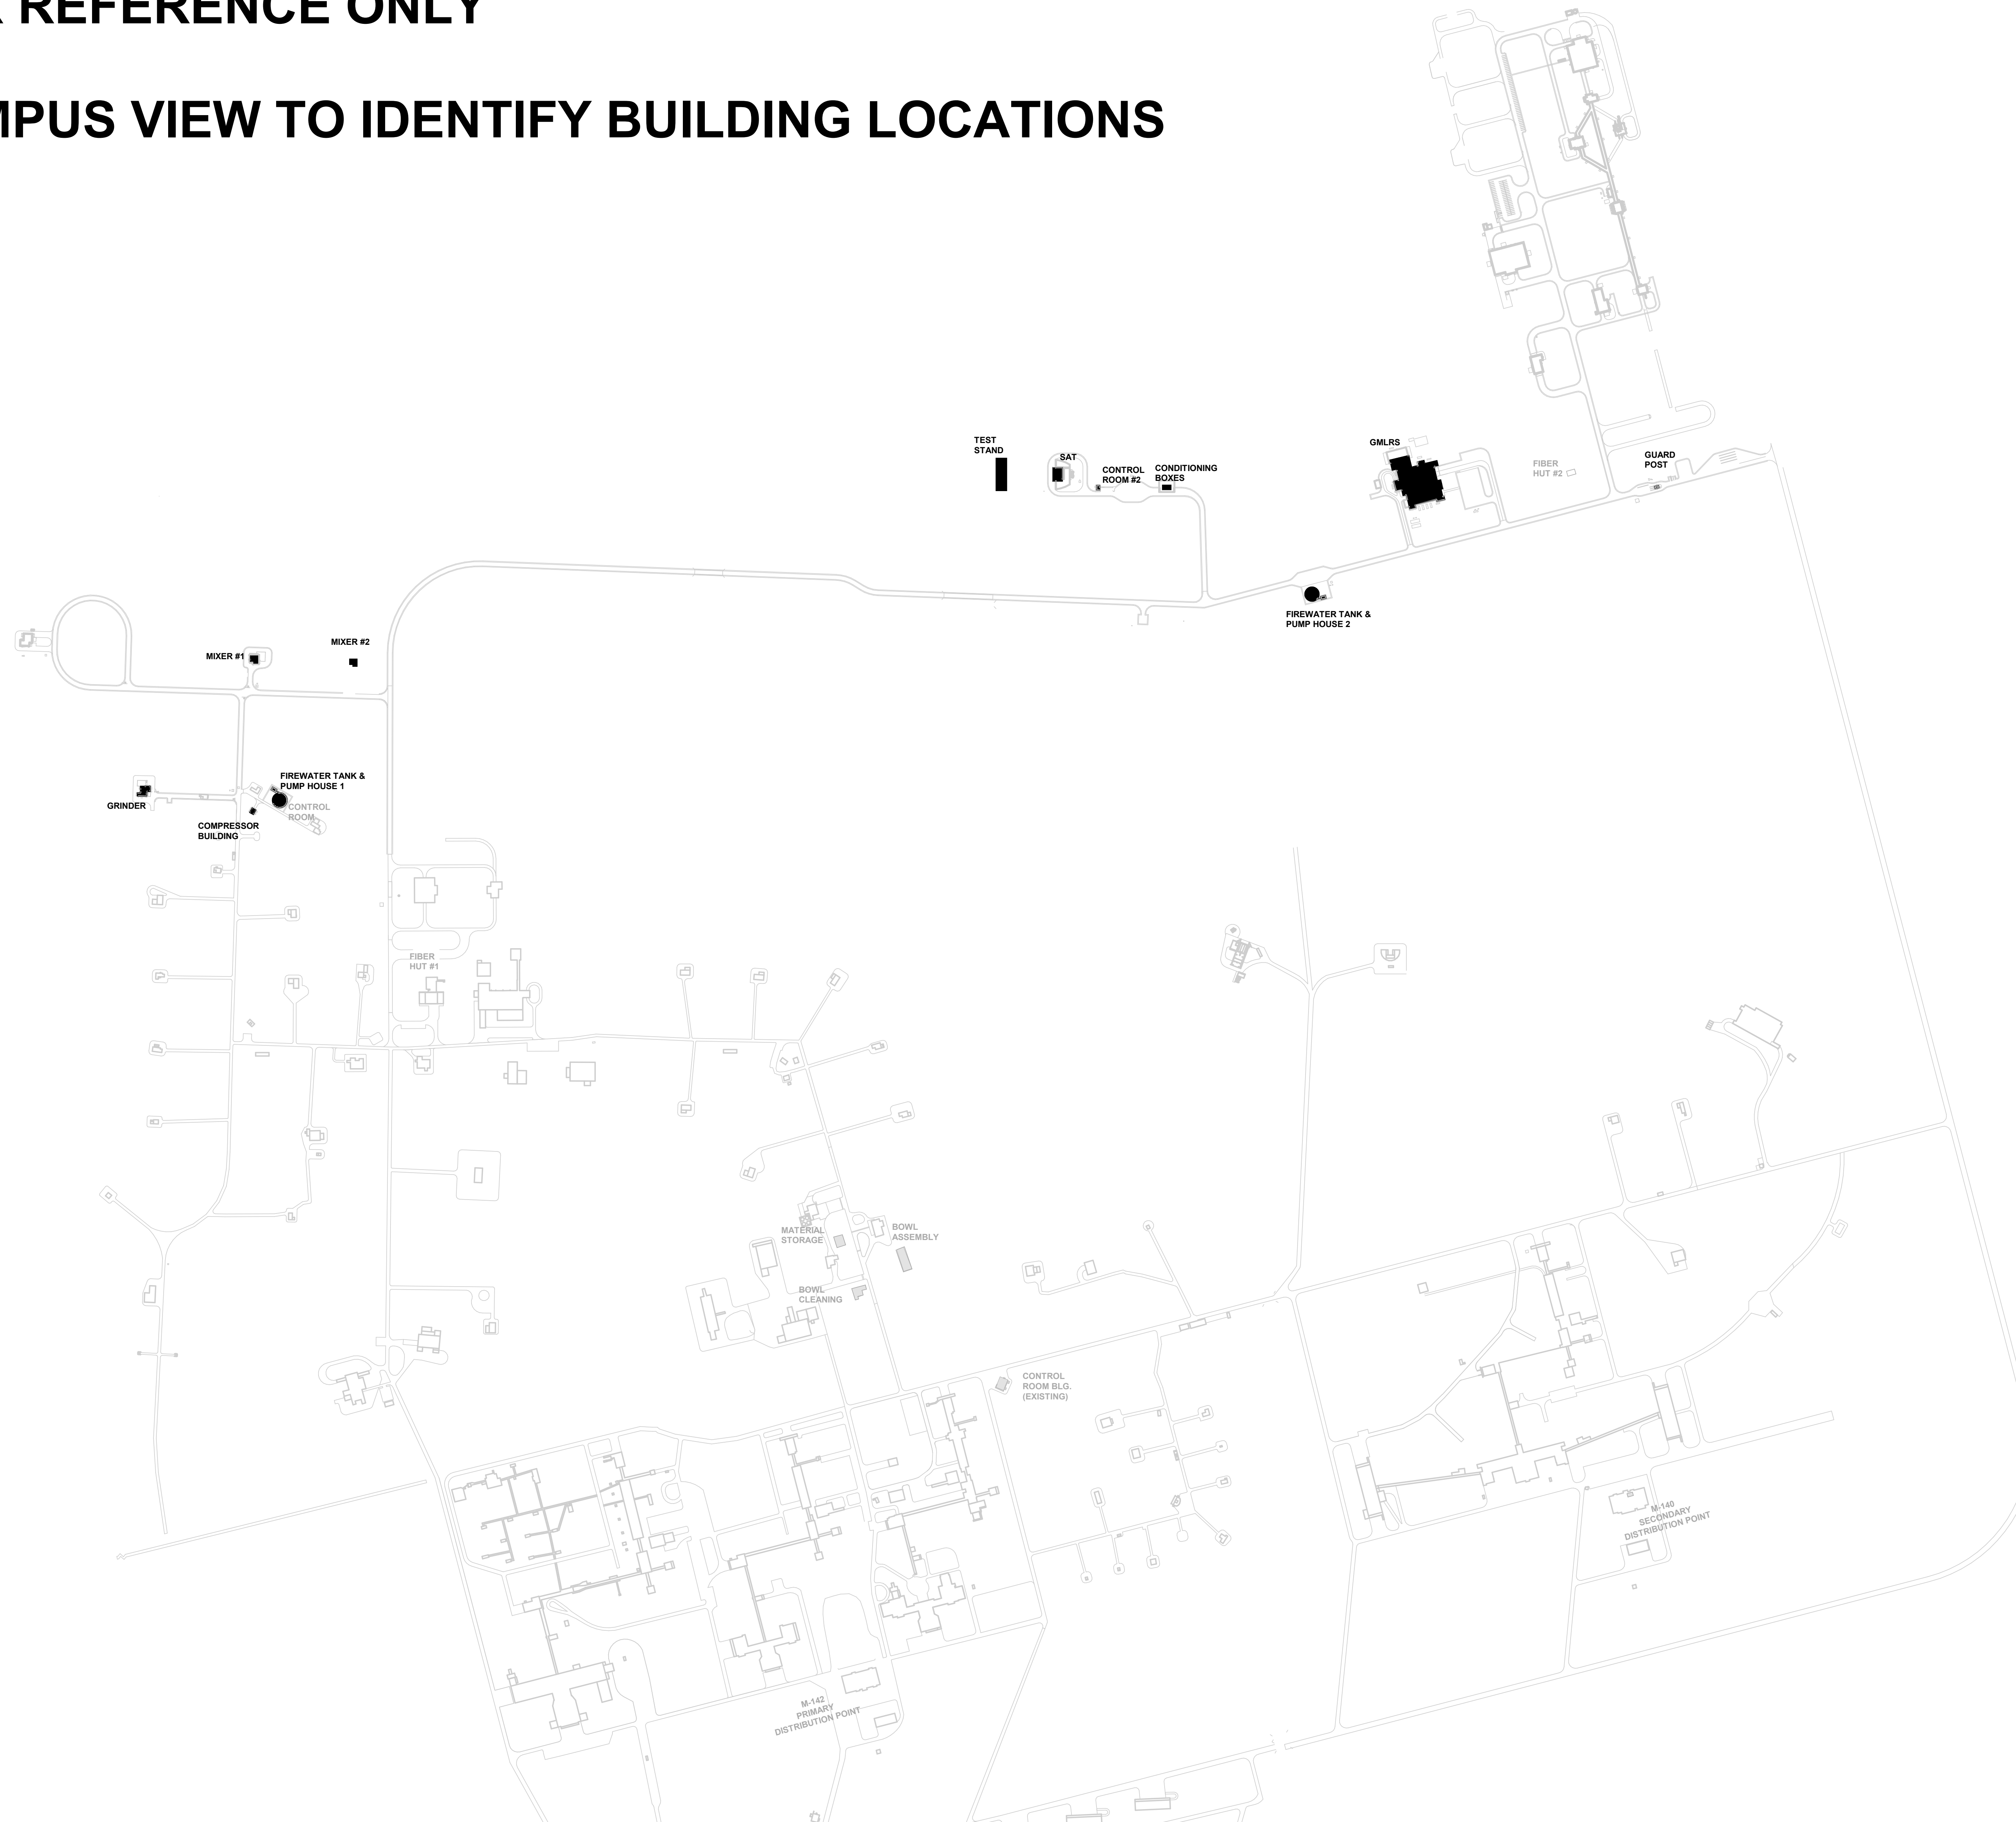 R REFERENCE ONLY
MPUS VIEW TO IDENTIFY BUILDING LOCATIONS
TEST
STAND
SAT
CONTROL
ROOM #2
CONDITIONING
BOXES
GMLRS
FIBER
HUT #2
GUARD
POST
FIREWATER TANK &
PUMP HOUSE 2
MIXER #1
MIXER #2
FIREWATER TANK &
PUMP HOUSE 1
GRINDER
CONTROL
ROOM
COMPRESSOR
BUILDING
FIBER
HUT #1
MATERIAL
STORAGE
BOWL
ASSEMBLY
BOWL
CLEANING
CONTROL
ROOM BLG.
(EXISTING)
M-140
SECONDARY
DISTRIBUTION POINT
M-142
PRIMARY
DISTRIBUTION POINT